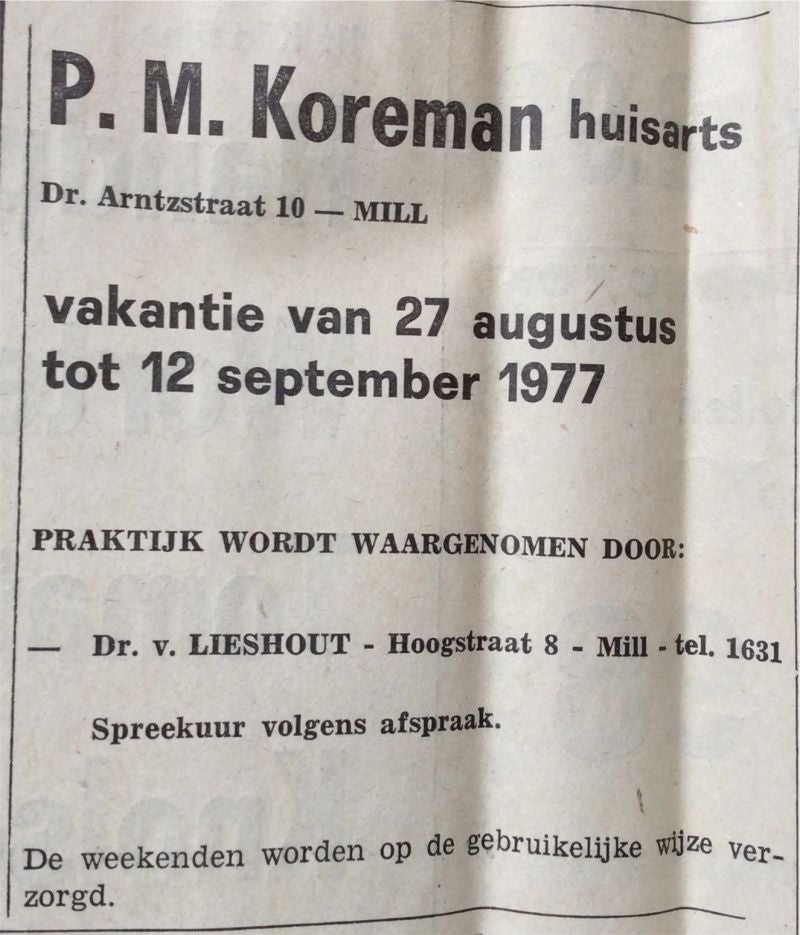 P. M. Koreman huisarts
Dr. Arntzstraat 10 — MILL
vakantie van 27 augustus
tot 12 september 1977
PRAKTIJK WORDT WAARGENOMEN DOOR:
— Dr. v. LIESHOUT - Hoogstraat 8 - Mill - tel. 1631
Spreekuur volgens afspraak.
De weekenden worden op de gebruikelijke wijze ver-
zorgd.